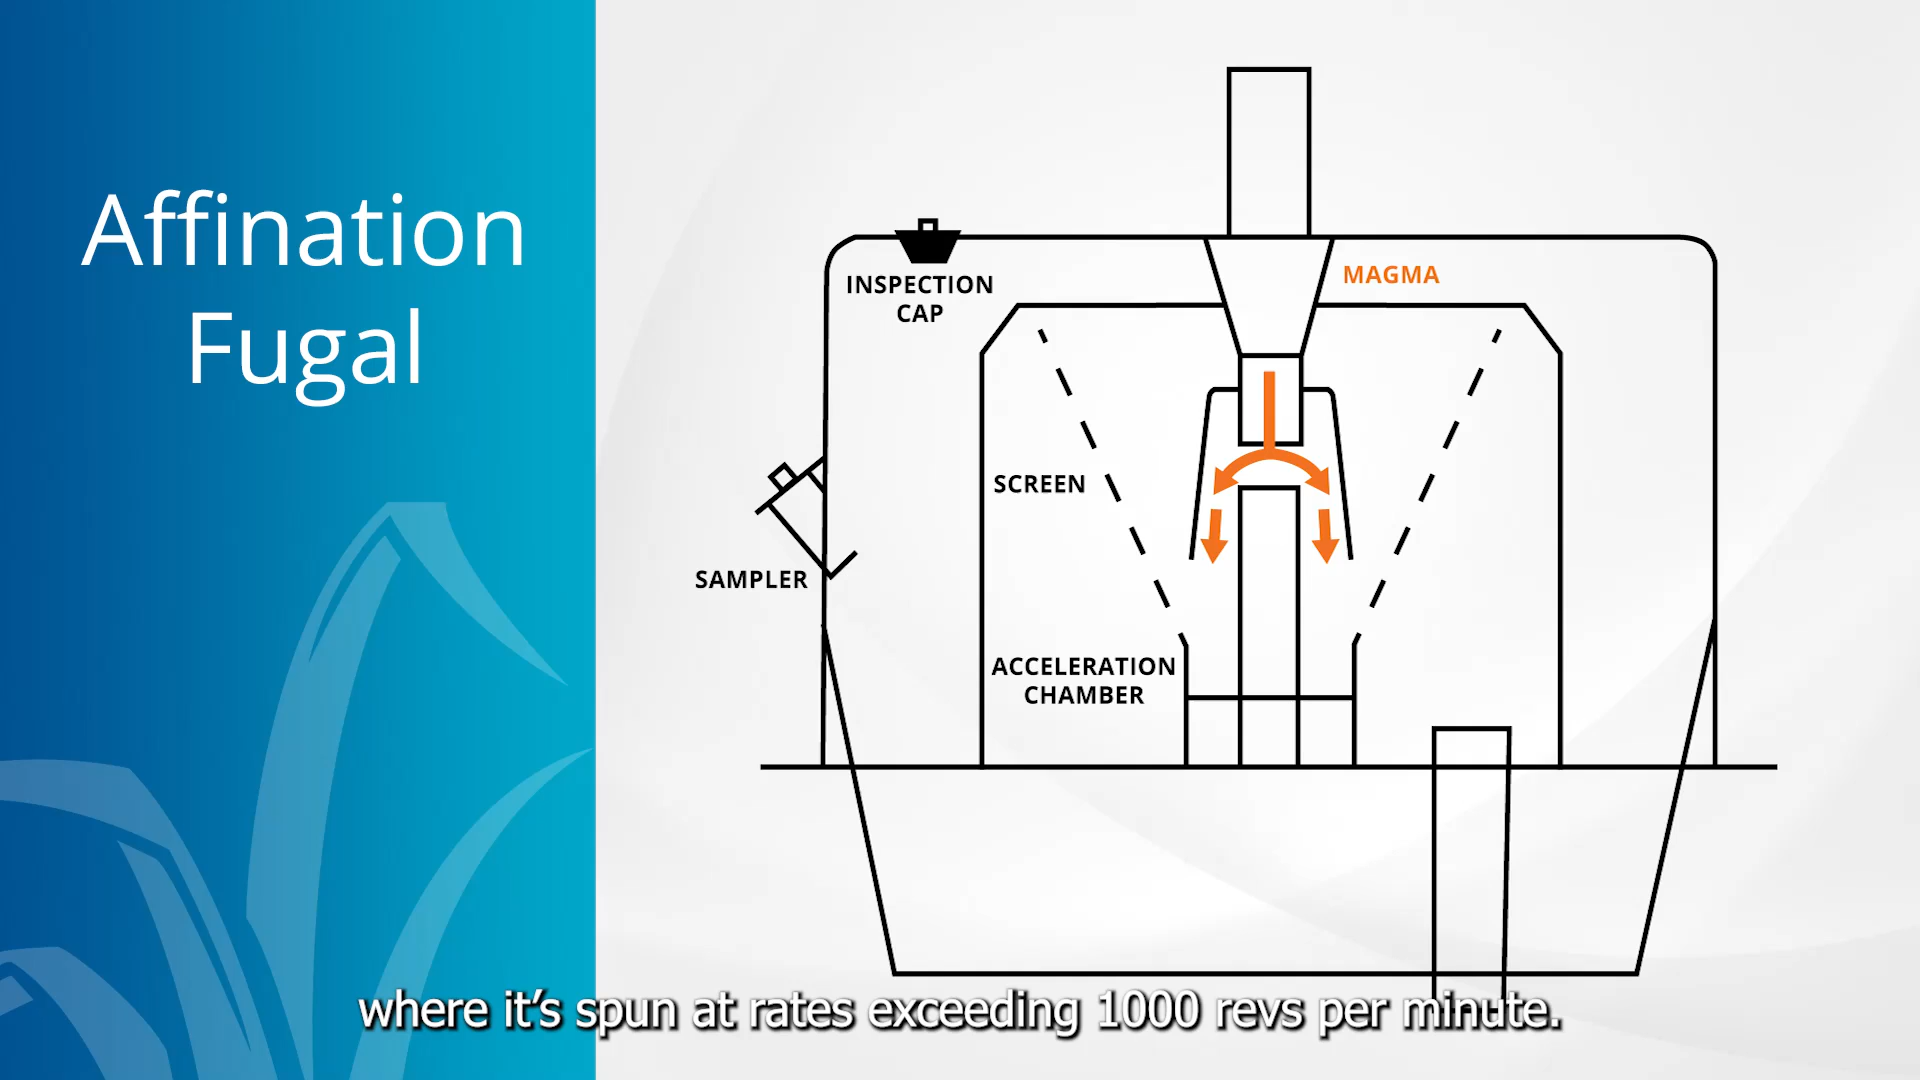 Affination
Fugal
INSPECTION
CAP
MAGMA
SCREEN
SAMPLER
ACCELERATION
CHAMBER
where it’s spun at rates exceeding 1000 revs per minute.